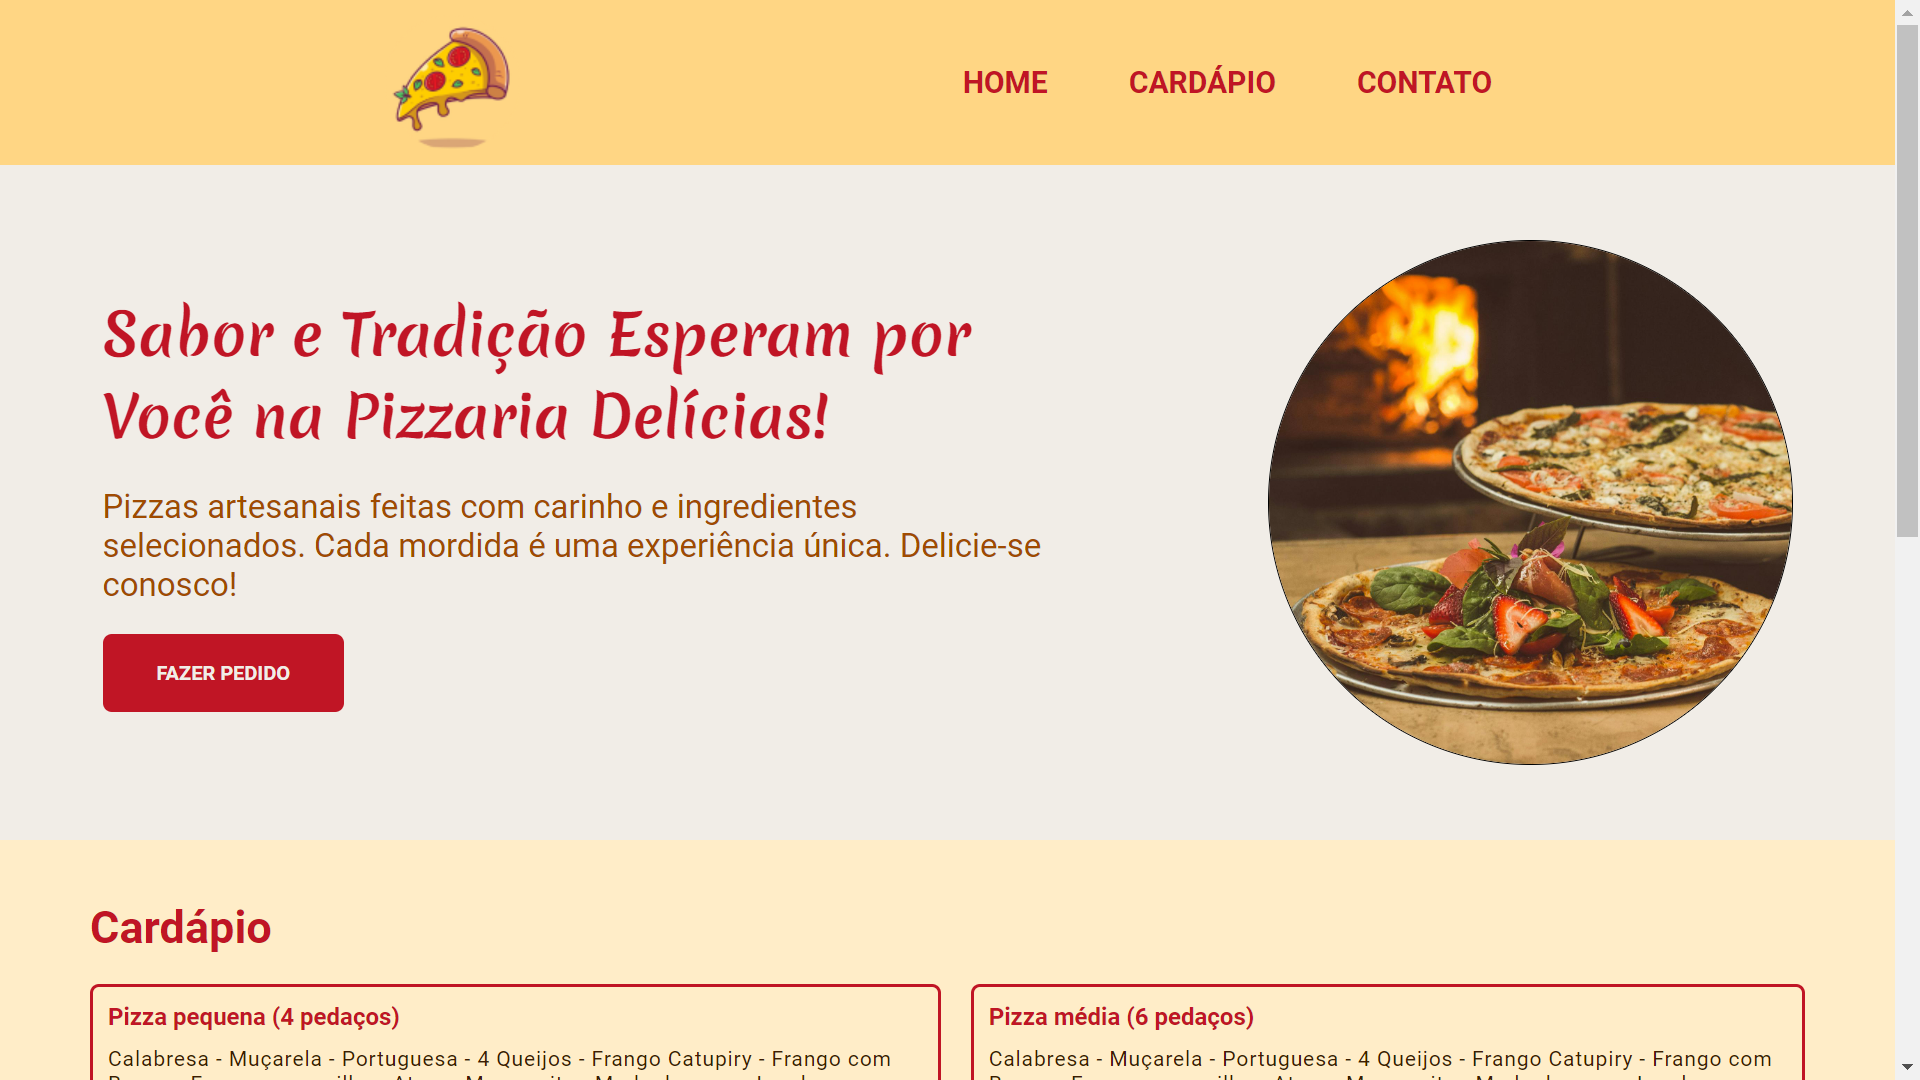 HOME CARDÁPIO CONTATO
Sabor e Tradição Esperam por
Você na Pizzaria Delícias!
Pizzas artesanais feitas com carinho e ingredientes
selecionados. Cada mordida é uma experiência única. Delicie-se
conosco!
FAZER PEDIDO
Cardápio
Pizza pequena (4 pedaços)
Calabresa - Muçarela - Portuguesa - 4 Queijos - Frango Catupiry - Frango com
Pizza média (6 pedaços)
Calabresa - Muçarela - Portuguesa - 4 Queijos - Frango Catupiry - Frango com